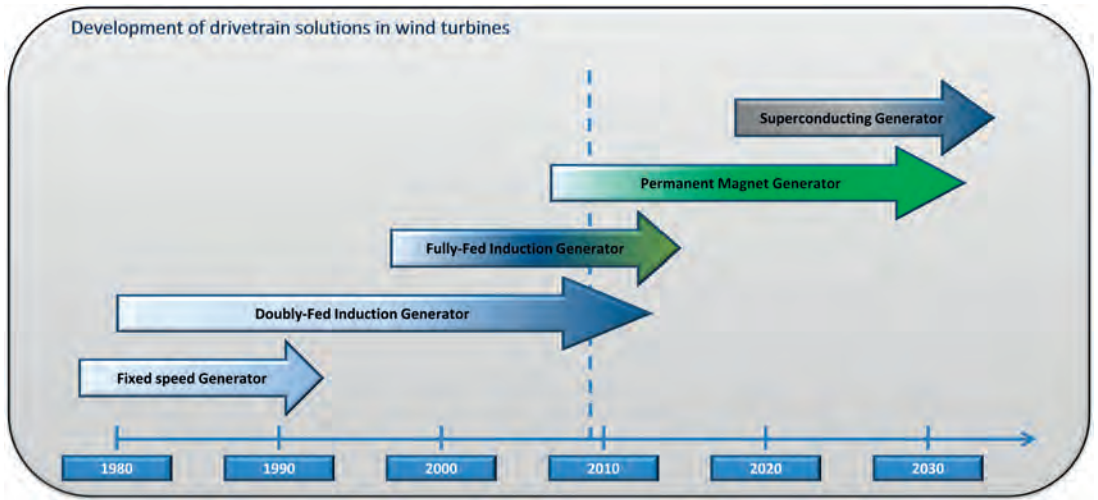 Development of drivetrain solutions in wind turbines
Superconducting Generator
Permanent Magnet Generator
Fully-Fed Induction Generator
Doubly-Fed Induction Generator
Fixed speed Generator
1980 1990 2000 2010 2020 2030